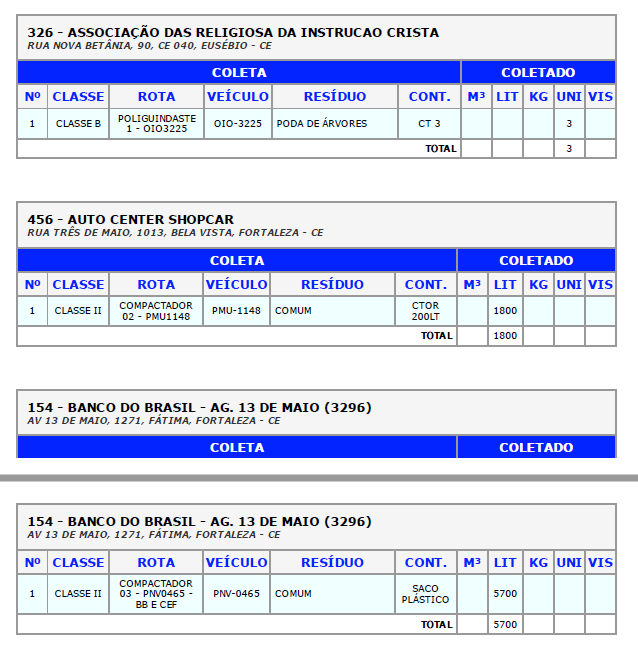 326 - ASSOCIAÇÃO DAS RELIGIOSA DA INSTRUCAO CRISTA
RUA NOVA BETÂNIA, 90, CE 040, EUSÉBIO - CE
COLETA COLETADO
Nº CLASSE ROTA VEÍCULO RESÍDUO CONT. M³ LIT KG UNI VIS
1 CLASSE B POLIGUINDASTE 1 - OIO3225 OIO-3225 PODA DE ÁRVORES CT 3 3
TOTAL 3
456 - AUTO CENTER SHOPCAR
RUA TRÊS DE MAIO, 1013, BELA VISTA, FORTALEZA - CE
COLETA COLETADO
Nº CLASSE ROTA VEÍCULO RESÍDUO CONT. M³ LIT KG UNI VIS
1 CLASSE II COMPACTADOR 02 - PMU1148 PMU-1148 COMUM CTOR 200LT 1800
TOTAL 1800
154 - BANCO DO BRASIL - AG. 13 DE MAIO (3296)
AV 13 DE MAIO, 1271, FÁTIMA, FORTALEZA - CE
COLETA COLETADO
154 - BANCO DO BRASIL - AG. 13 DE MAIO (3296)
AV 13 DE MAIO, 1271, FÁTIMA, FORTALEZA - CE
Nº CLASSE ROTA VEÍCULO RESÍDUO CONT. M³ LIT KG UNI VIS
1 CLASSE II COMPACTADOR 03 - PNV0465 - BB E CEF PNV-0465 COMUM SACO PLÁSTICO 5700
TOTAL 5700